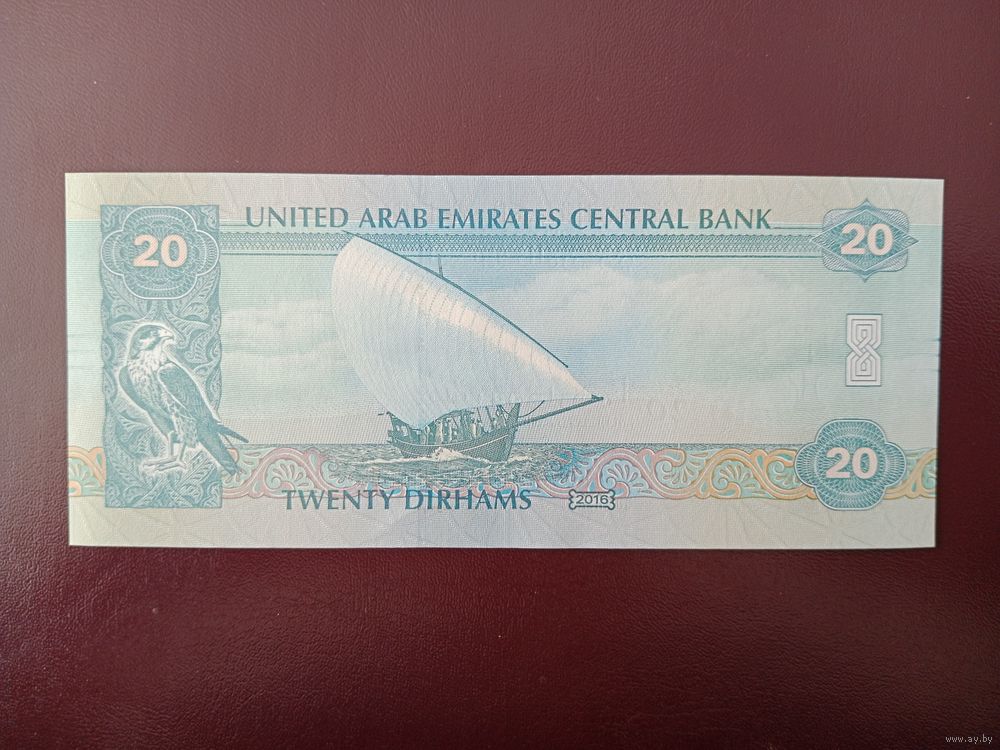 UNITED ARAB EMIRATES CENTRAL BANK
20
20
20
TWENTY DIRHAMS
2016
www.ay.by